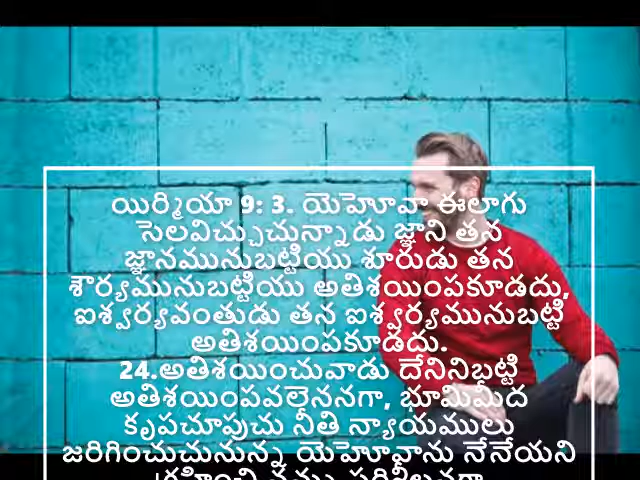 యిర్మియా 9: 3. యెహోవా ఈలాగు
సెలవిచ్చుచున్నాడు జ్ఞాని తన
జ్ఞానమునుబట్టియు శూరుడు తన
శౌర్యమునుబట్టియు అతిశయింపకూడదు,
ఐశ్వర్యవంతుడు తన ఐశ్వర్యమునుబట్టి
అతిశయింపకూడదు.
24.అతిశయించువాడు దేనినిబట్టి
అతిశయింపవలెననగా, భూమిమీద
కృపచూపుచు నీతి న్యాయములు
జరిగించుచునున్న యెహోవాను నేనేయని